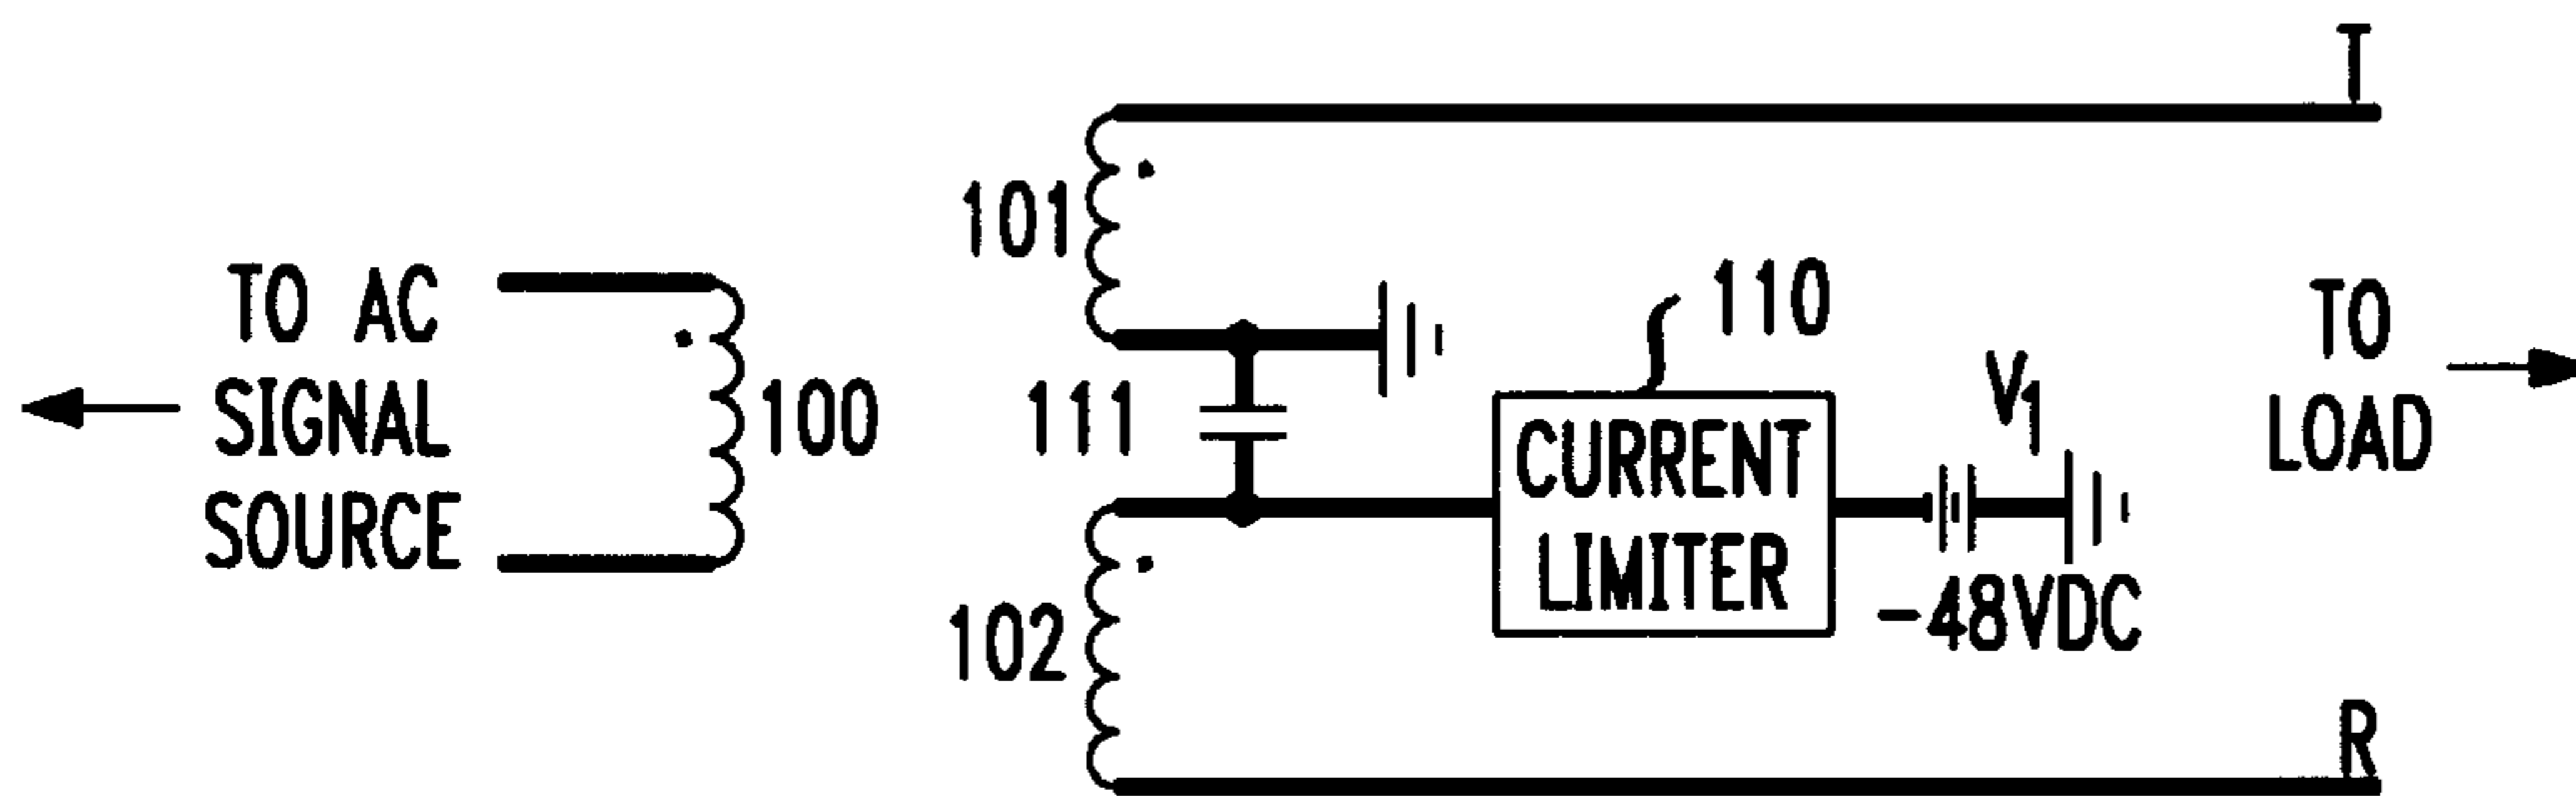 T
101
TO AC
SIGNAL
SOURCE
100
111
110
CURRENT
LIMITER
V1
-48VDC
TO
LOAD
102
R